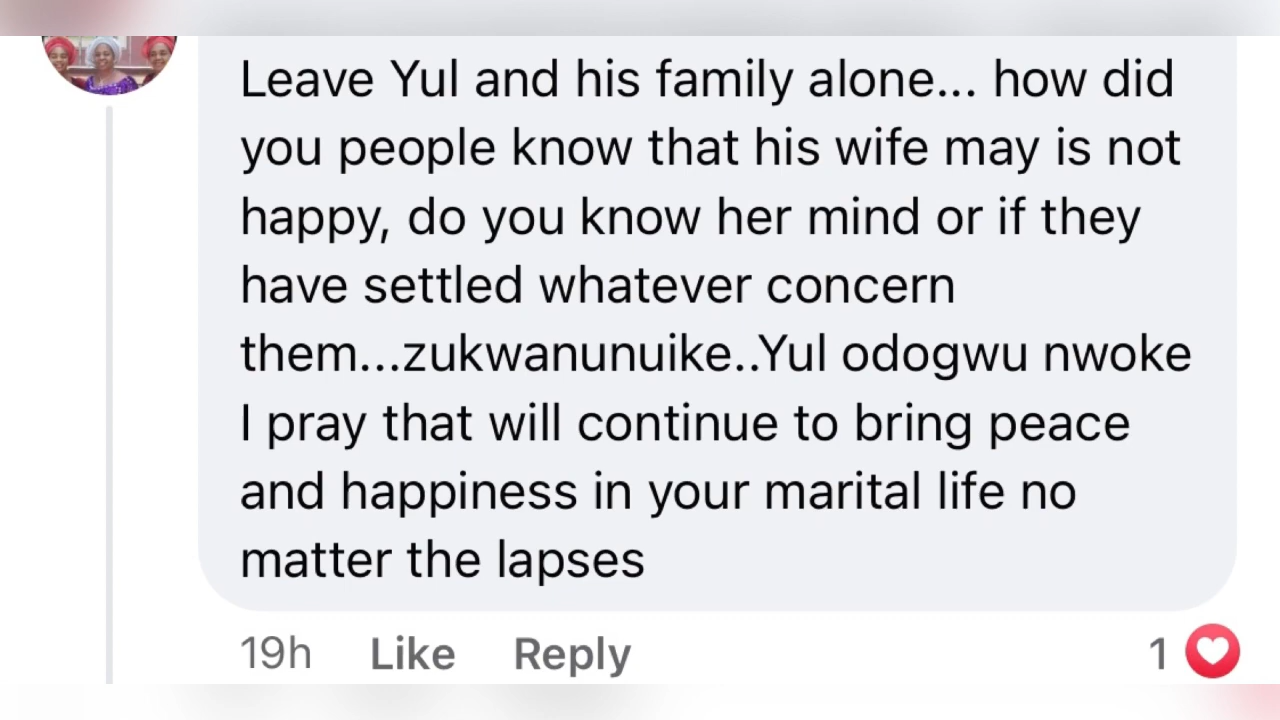 Leave Yul and his family alone... how did
you people know that his wife may is not
happy, do you know her mind or if they
have settled whatever concern
them...zukwanunuike..Yul odogwu nwoke
I pray that will continue to bring peace
and happiness in your marital life no
matter the lapses
19h Like Reply 1